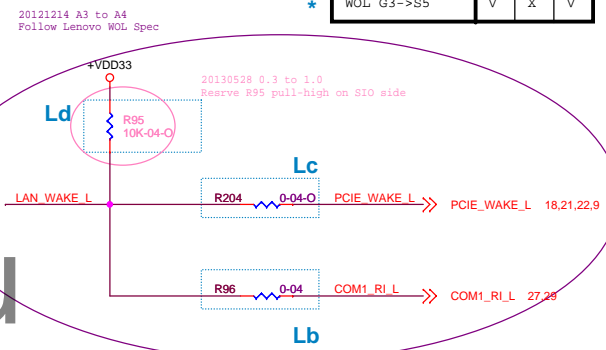 * WOL G3->S5 V X V
20121214 A3 to A4
Follow Lenovo WOL Spec
+VDD33
20130528 0.3 to 1.0
Resrve R95 pull-high on SIO side
Ld
R95
10K-04-O
Lc
LAN_WAKE_L R204 0-04-O PCIE_WAKE_L PCIE_WAKE_L 18,21,22,9
R96 0-04 COM1_RI_L COM1_RI_L 27,29
Lb